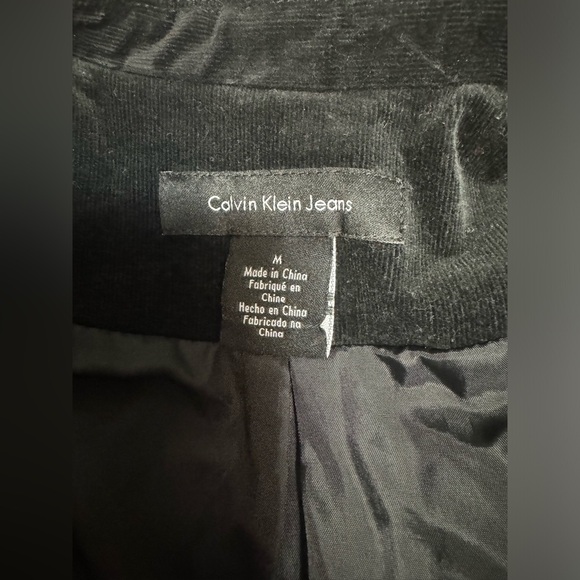 Calvin Klein Jeans
M
Made in China
Fabriqué en
Chine
Hecho en China
Fabricado na
China